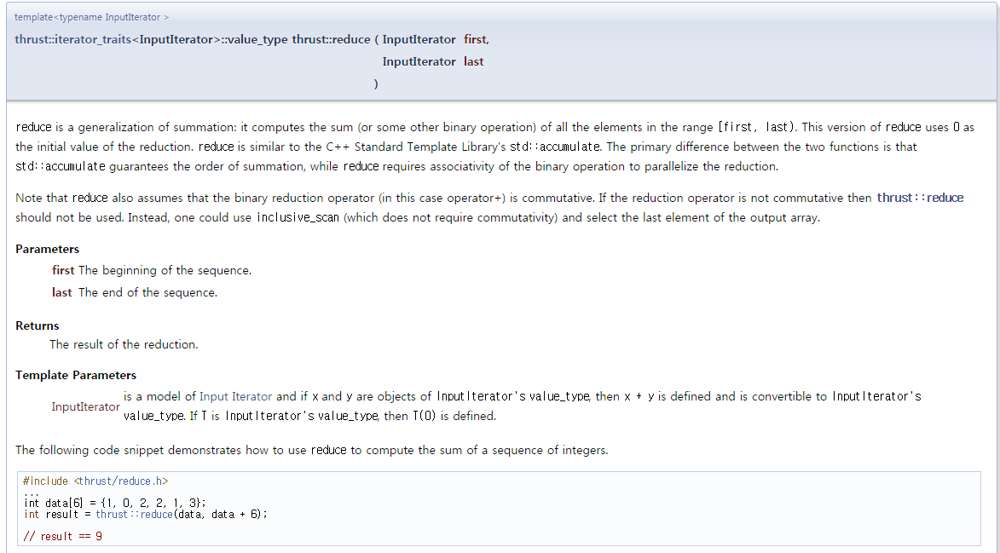 template<typename InputIterator >
thrust::iterator_traits<InputIterator>::value_type thrust::reduce ( InputIterator first,
InputIterator last
)
reduce is a generalization of summation: it computes the sum (or some other binary operation) of all the elements in the range [first, last). This version of reduce uses 0 as
the initial value of the reduction. reduce is similar to the C++ Standard Template Library's std::accumulate. The primary difference between the two functions is that
std::accumulate guarantees the order of summation, while reduce requires associativity of the binary operation to parallelize the reduction.
Note that reduce also assumes that the binary reduction operator (in this case operator+) is commutative. If the reduction operator is not commutative then thrust::reduce
should not be used. Instead, one could use inclusive_scan (which does not require commutativity) and select the last element of the output array.
Parameters
first The beginning of the sequence.
last The end of the sequence.
Returns
The result of the reduction.
Template Parameters
InputIterator is a model of Input Iterator and if x and y are objects of InputIterator's value_type, then x + y is defined and is convertible to InputIterator's
value_type. If T is InputIterator's value_type, then T(0) is defined.
The following code snippet demonstrates how to use reduce to compute the sum of a sequence of integers.
#include <thrust/reduce.h>
...
int data[6] = {1, 0, 2, 2, 1, 3};
int result = thrust::reduce(data, data + 6);
// result == 9